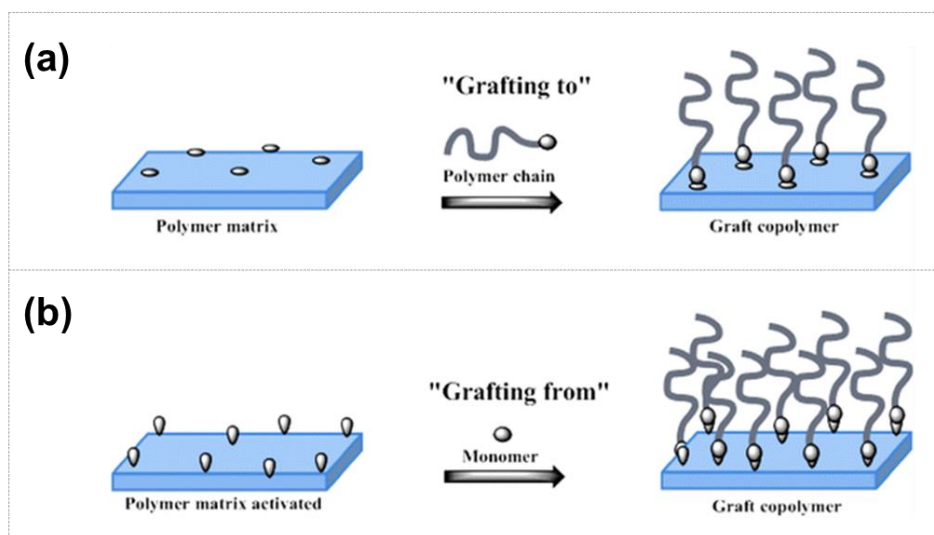 (a)
"Grafting to"
Polymer chain
Polymer matrix
Graft copolymer
(b)
"Grafting from"
Monomer
Polymer matrix activated
Graft copolymer